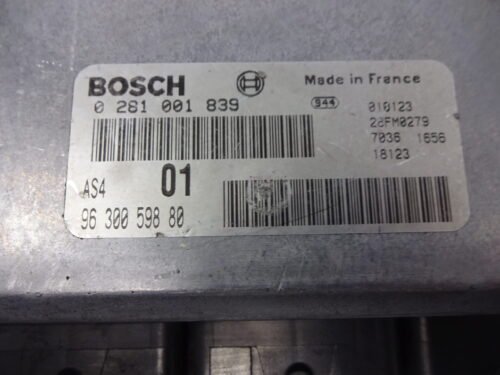 BOSCH
Made in France
0 281 001 839
S44
010123
28FM0279
7036 1656
18123
AS4 01
96 300 598 80